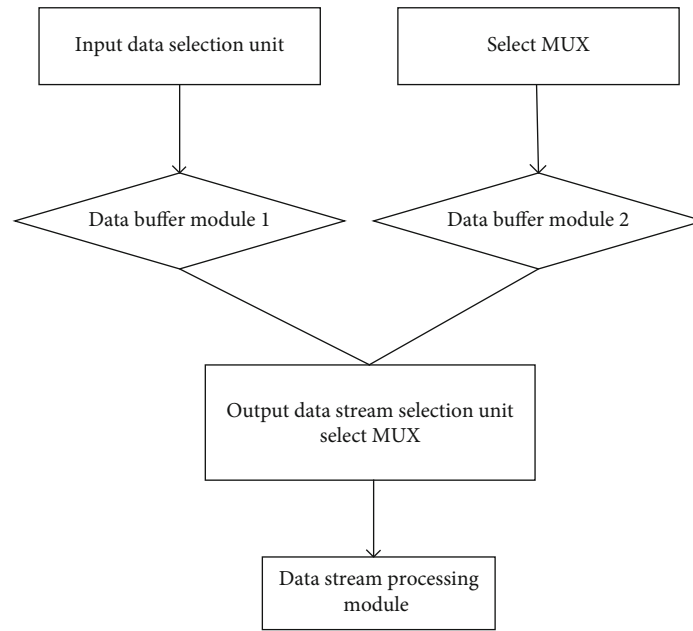 Input data selection unit
Select MUX
Data buffer module 1
Data buffer module 2
Output data stream selection unit
select MUX
Data stream processing
module